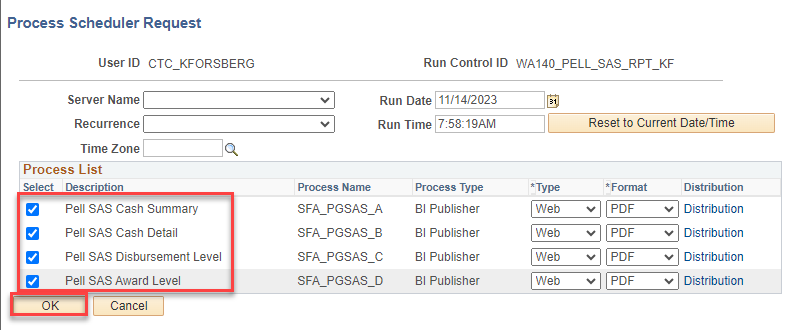 Process Scheduler Request
User ID CTC_KFORSBERG Run Control ID WA140_PELL_SAS_RPT_KF
Server Name Run Date 11/14/2023 31
Recurrence Run Time 7:58:19AM Reset to Current Date/Time
Time Zone
Process List
Select Description Process Name Process Type *Type *Format Distribution
Pell SAS Cash Summary SFA_PGSAS_A BI Publisher Web PDF Distribution
Pell SAS Cash Detail SFA_PGSAS_B BI Publisher Web PDF Distribution
Pell SAS Disbursement Level SFA_PGSAS_C BI Publisher Web PDF Distribution
Pell SAS Award Level SFA_PGSAS_D BI Publisher Web PDF Distribution
OK Cancel